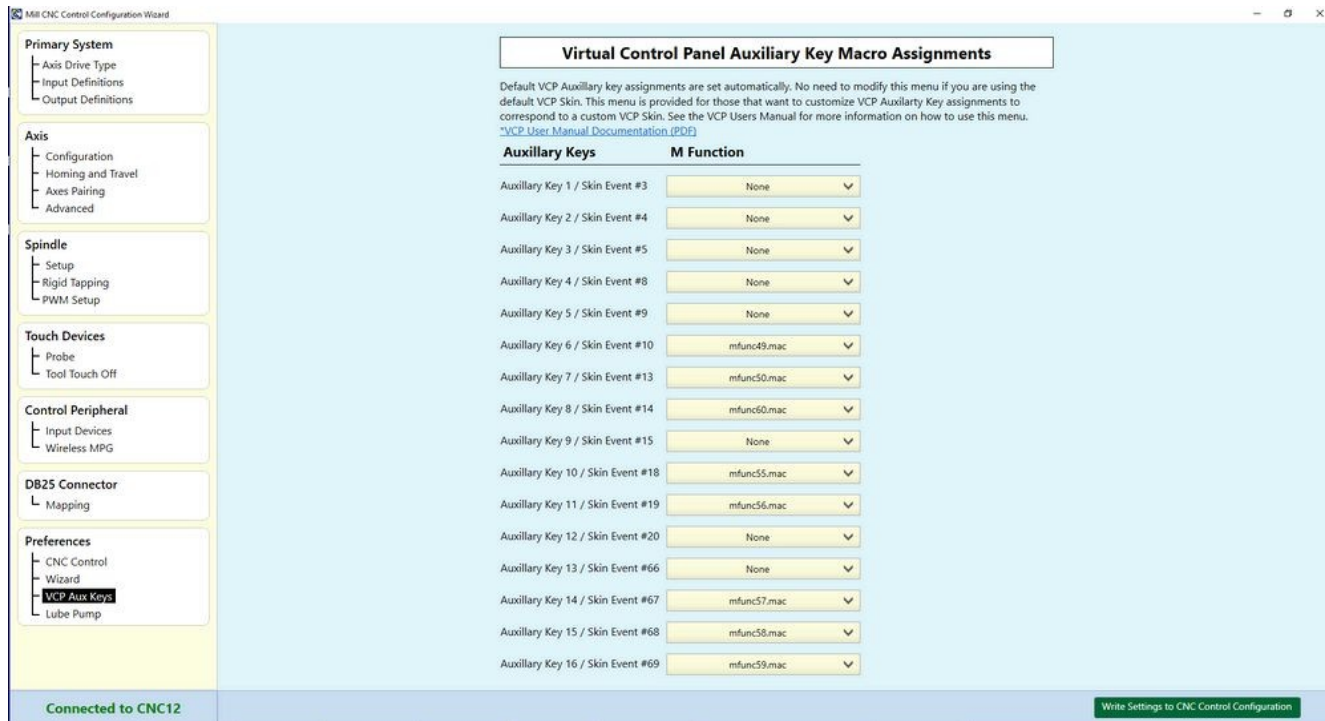 Mill CNC Control Configuration Wizard
Primary System
Axis Drive Type
Input Definitions
Output Definitions
Axis
Configuration
Homing and Travel
Axes Pairing
Advanced
Spindle
Setup
Rigid Tapping
PWM Setup
Touch Devices
Probe
Tool Touch Off
Control Peripheral
Input Devices
Wireless MPG
DB25 Connector
Mapping
Preferences
CNC Control
Wizard
VCP Aux Keys
Lube Pump
Connected to CNC12
Virtual Control Panel Auxiliary Key Macro Assignments
Default VCP Auxillary key assignments are set automatically. No need to modify this menu if you are using the
default VCP Skin. This menu is provided for those that want to customize VCP Auxilarty Key assignments to
correspond to a custom VCP Skin. See the VCP Users Manual for more information on how to use this menu.
*VCP User Manual Documentation (PDF)
Auxillary Keys M Function
Auxillary Key 1 / Skin Event #3 None
Auxillary Key 2 / Skin Event #4 None
Auxillary Key 3 / Skin Event #5 None
Auxillary Key 4 / Skin Event #8 None
Auxillary Key 5 / Skin Event #9 None
Auxillary Key 6 / Skin Event #10 mfunc49.mac
Auxillary Key 7 / Skin Event #13 mfunc50.mac
Auxillary Key 8 / Skin Event #14 mfunc60.mac
Auxillary Key 9 / Skin Event #15 None
Auxillary Key 10 / Skin Event #18 mfunc55.mac
Auxillary Key 11 / Skin Event #19 mfunc56.mac
Auxillary Key 12 / Skin Event #20 None
Auxillary Key 13 / Skin Event #66 None
Auxillary Key 14 / Skin Event #67 mfunc57.mac
Auxillary Key 15 / Skin Event #68 mfunc58.mac
Auxillary Key 16 / Skin Event #69 mfunc59.mac
Write Settings to CNC Control Configuration